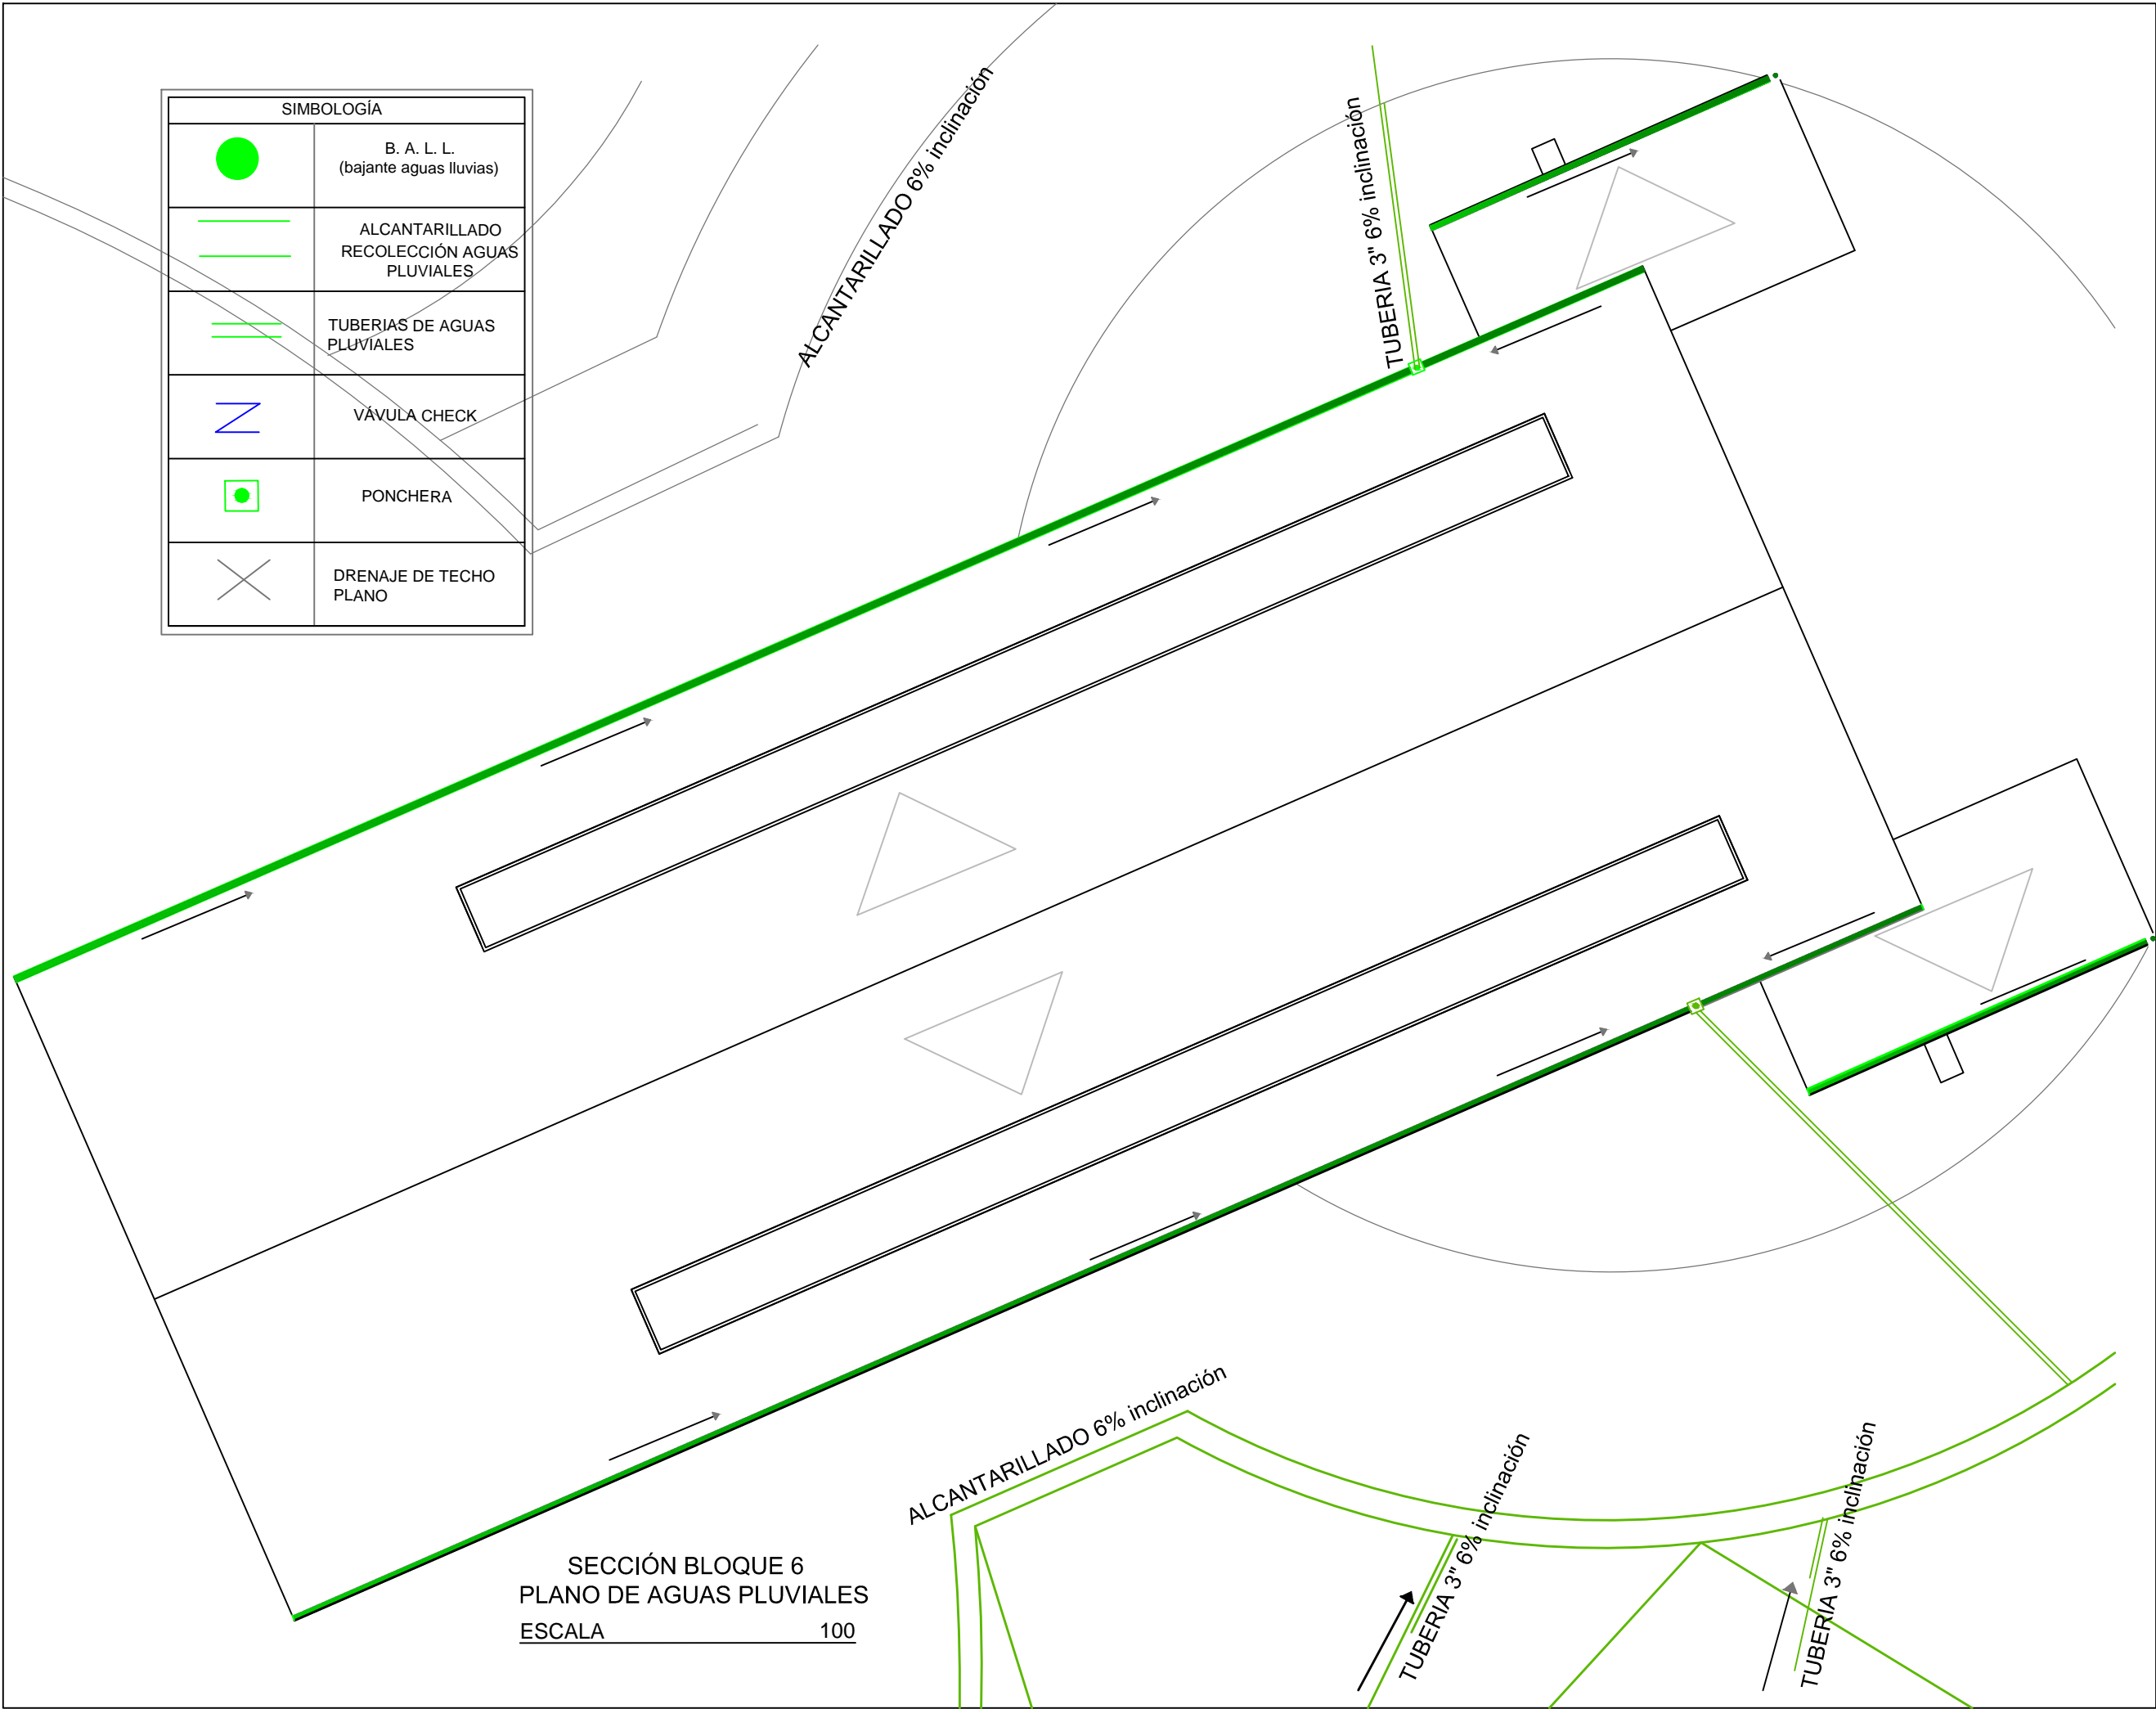 SIMBOLOGÍA
B. A. L. L.
(bajante aguas lluvias)
ALCANTARILLADO
RECOLECCIÓN AGUAS
PLUVIALES
TUBERIAS DE AGUAS
PLUVIALES
VÁVULA CHECK
PONCHERA
DRENAJE DE TECHO
PLANO
ALCANTARILLADO 6% inclinación
TUBERIA 3" 6% inclinación
ALCANTARILLADO 6% inclinación
TUBERIA 3" 6% inclinación
TUBERIA 3" 6% inclinación
SECCIÓN BLOQUE 6
PLANO DE AGUAS PLUVIALES
ESCALA 100